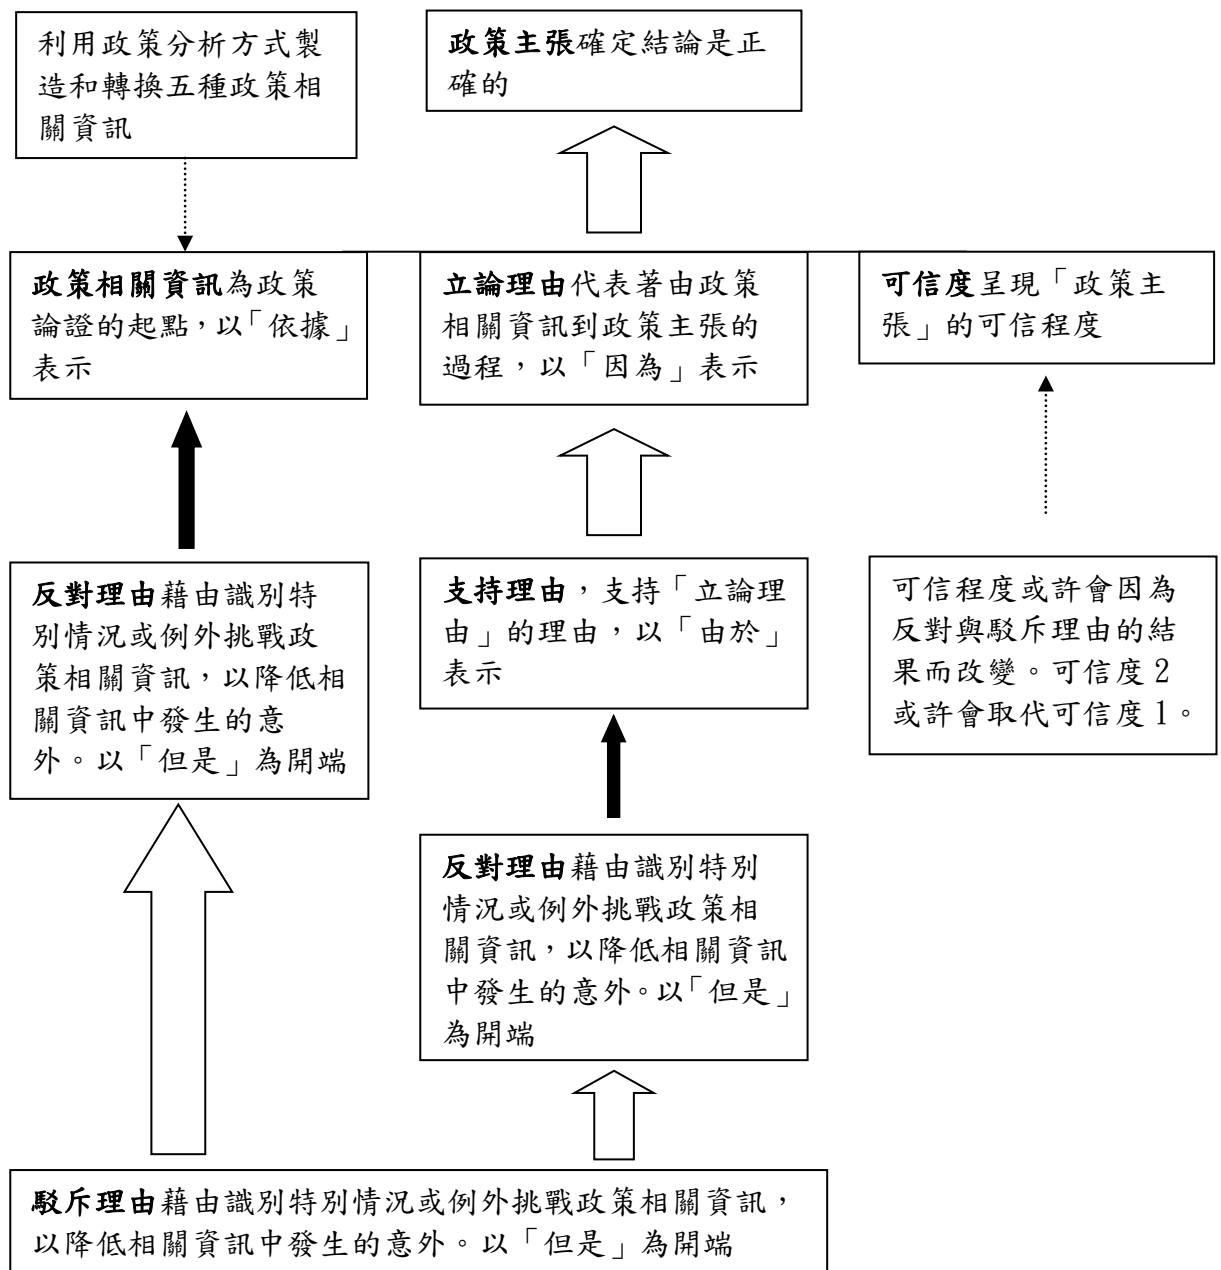 利用政策分析方式製
造和轉換五種政策相
關資訊
政策主張確定結論是正
確的
政策相關資訊為政策
論證的起點，以「依據」
表示
立論理由代表著由政策
相關資訊到政策主張的
過程，以「因為」表示
可信度呈現「政策主
張」的可信程度
反對理由藉由識別特
別情況或例外挑戰政
策相關資訊，以降低相
關資訊中發生的意
外。以「但是」為開端
支持理由，支持「立論理
由」的理由，以「由於」
表示
可信程度或許會因為
反對與駁斥理由的結
果而改變。可信度 2
或許會取代可信度 1。
反對理由藉由識別特別
情況或例外挑戰政策相
關資訊，以降低相關資訊
中發生的意外。以「但是」
為開端
駁斥理由藉由識別特別情況或例外挑戰政策相關資訊，
以降低相關資訊中發生的意外。以「但是」為開端